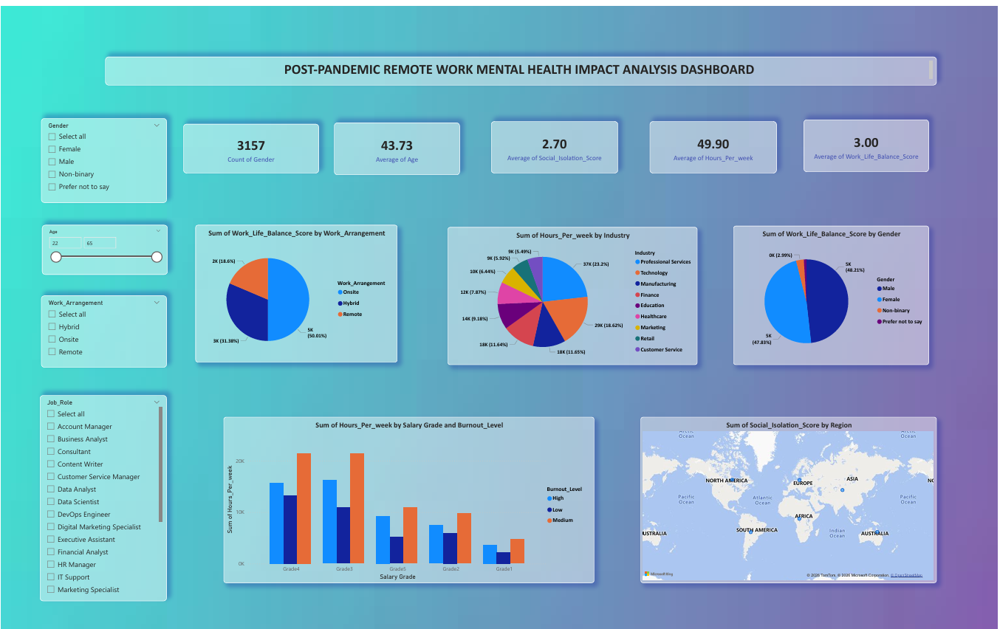 POST-PANDEMIC REMOTE WORK MENTAL HEALTH IMPACT ANALYSIS DASHBOARD
Gender
Select all
Female
Male
Non-binary
Prefer not to say
3157
Count of Gender
43.73
Average of Age
2.70
Average of Social_Isolation_Score
49.90
Average of Hours_Per_week
3.00
Average of Work_Life_Balance_Score
Age
22 65
Work_Arrangement
Select all
Hybrid
Onsite
Remote
Job_Role
Select all
Account Manager
Business Analyst
Consultant
Content Writer
Customer Service Manager
Data Analyst
Data Scientist
DevOps Engineer
Digital Marketing Specialist
Executive Assistant
Financial Analyst
HR Manager
IT Support
Marketing Specialist
Sum of Work_Life_Balance_Score by Work_Arrangement
2K (18.6%)
3K (31.38%)
5K
(50.01%)
Work_Arrangement
Onsite
Hybrid
Remote
Sum of Hours_Per_week by Industry
9K (5.49%)
9K (5.92%)
10K (6.44%)
12K (7.87%)
14K (9.18%)
18K (11.64%)
18K (11.65%)
29K (18.62%)
37K (23.2%)
Industry
Professional Services
Technology
Manufacturing
Finance
Education
Healthcare
Marketing
Retail
Customer Service
Sum of Work_Life_Balance_Score by Gender
0K (2.99%)
5K
(48.21%)
5K
(47.83%)
Gender
Male
Female
Non-binary
Prefer not to say
Sum of Hours_Per_week by Salary Grade and Burnout_Level
Sum of Hours_Per_week
20K
10K
0K
Grade4 Grade3 Grade5 Grade2 Grade1
Salary Grade
Burnout_Level
High
Low
Medium
Sum of Social_Isolation_Score by Region
Arctic
Ocean
Arctic
Ocean
NORTH AMERICA
EUROPE
ASIA
NO
Pacific
Ocean
Atlantic
Ocean
Pacific
Ocean
AFRICA
SOUTH AMERICA
Indian
Ocean
USTRALIA
AUSTRALIA
Microsoft Bing
© 2026 TomTom, © 2026 Microsoft Corporation, © OpenStreetMap